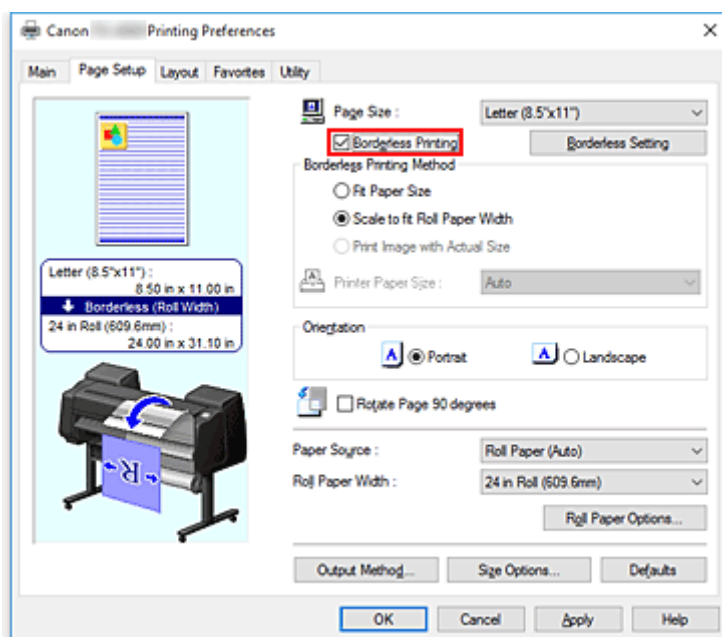 Canon Printing Preferences
Main Page Setup Layout Favorites Utility
Page Size : Letter (8.5"x11")
Borderless Printing Borderless Setting
Borderless Printing Method
Fit Paper Size
Scale to fit Roll Paper Width
Print Image with Actual Size
Printer Paper Size : Auto
Letter (8.5"x11") :
8.50 in x 11.00 in
Borderless (Roll Width)
24 in Roll (609.6mm) :
24.00 in x 31.10 in
Orientation
A Portrait A Landscape
Rotate Page 90 degrees
R
Paper Source : Roll Paper (Auto)
Roll Paper Width : 24 in Roll (609.6mm)
Roll Paper Options...
Output Method... Size Options... Defaults
OK Cancel Apply Help